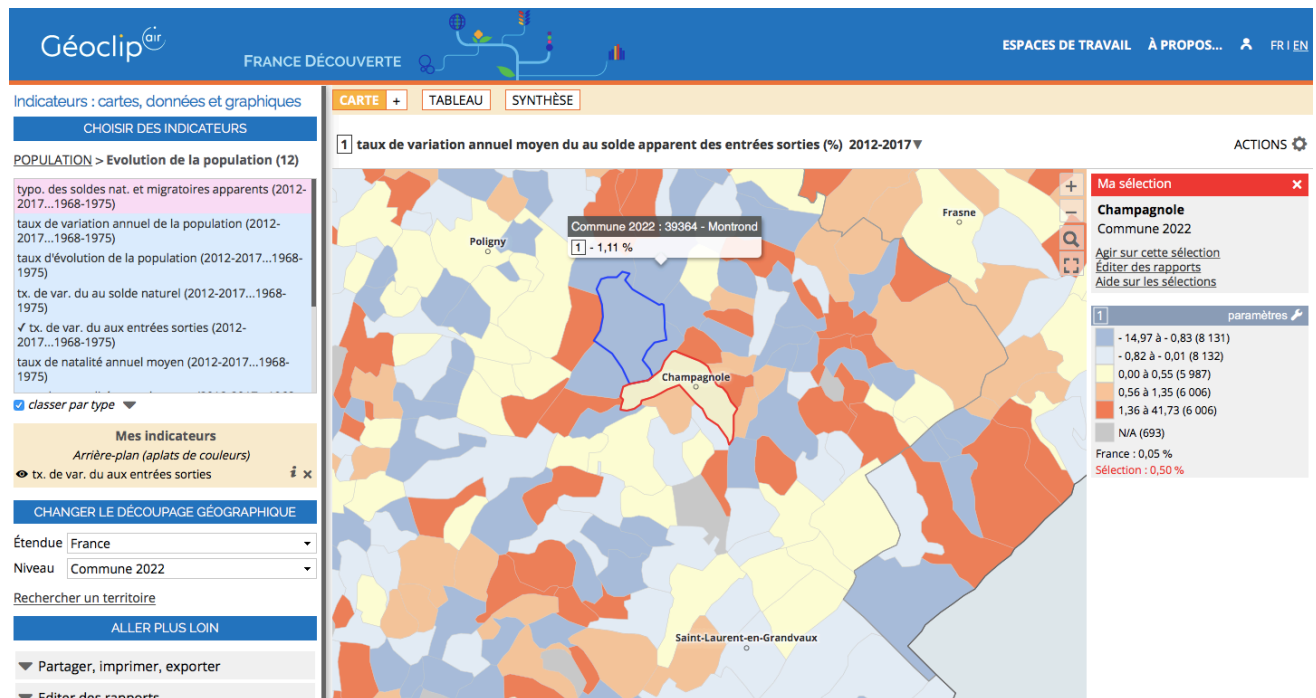 Géoclip air
FRANCE DÉCOUVERTE
ESPACES DE TRAVAIL À PROPOS... FR | EN
Indicateurs : cartes, données et graphiques
CHOISIR DES INDICATEURS
POPULATION > Evolution de la population (12)
typo. des soldes nat. et migratoires apparents (2012-
2017...1968-1975)
taux de variation annuel de la population (2012-
2017...1968-1975)
taux d'évolution de la population (2012-2017...1968-
1975)
tx. de var. du au solde naturel (2012-2017...1968-
1975)
✓ tx. de var. du aux entrées sorties (2012-
2017...1968-1975)
taux de natalité annuel moyen (2012-2017...1968-
1975)
classer par type
Mes indicateurs
Arrière-plan (aplats de couleurs)
tx. de var. du aux entrées sorties i ×
CHANGER LE DÉCOUPAGE GÉOGRAPHIQUE
Étendue France
Niveau Commune 2022
Rechercher un territoire
ALLER PLUS LOIN
Partager, imprimer, exporter
Editer des rapports
CARTE + TABLEAU SYNTHÈSE
1 taux de variation annuel moyen du au solde apparent des entrées sorties (%) 2012-2017▼
ACTIONS
Frasne
Poligny
Commune 2022 : 39364 - Montrond
1 - 1,11 %
Champagnole
Saint-Laurent-en-Grandvaux
+
−
Ma sélection ×
Champagnole
Commune 2022
Agir sur cette sélection
Éditer des rapports
Aide sur les sélections
1 paramètres
- 14,97 à - 0,83 (8 131)
- 0,82 à - 0,01 (8 132)
0,00 à 0,55 (5 987)
0,56 à 1,35 (6 006)
1,36 à 41,73 (6 006)
N/A (693)
France : 0,05 %
Sélection : 0,50 %